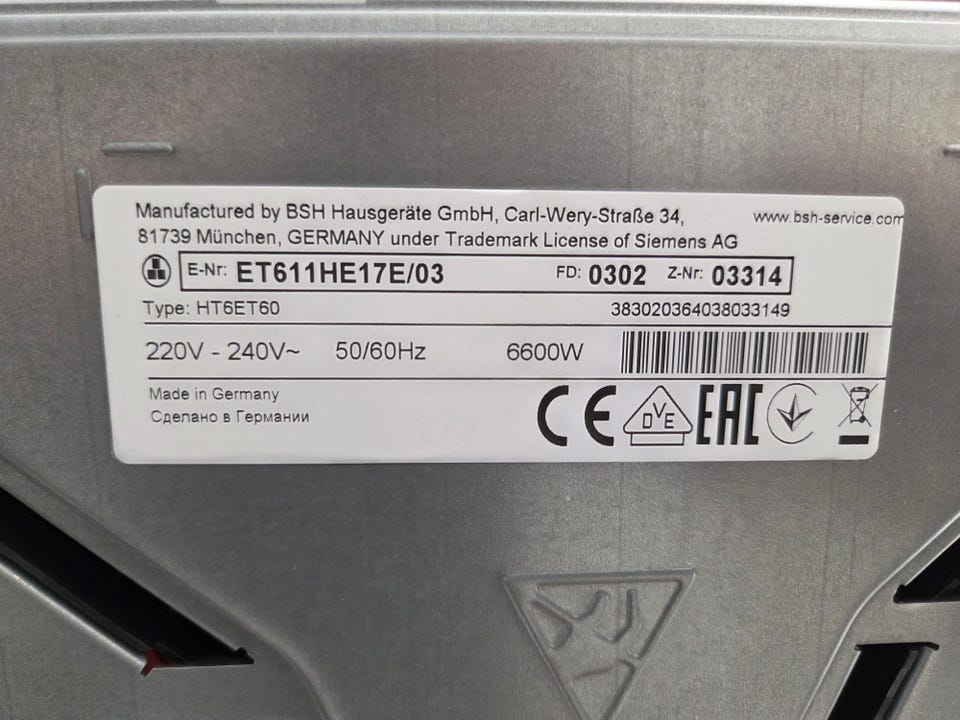 Manufactured by BSH Hausgeräte GmbH, Carl-Wery-Straße 34,
www.bsh-service.com
81739 München, GERMANY under Trademark License of Siemens AG
E-Nr: ET611HE17E/03 FD: 0302 Z-Nr: 03314
Type: HT6ET60 383020364038033149
220V - 240V~ 50/60Hz 6600W
Made in Germany
Сделано в Германии
CE DVE EAC